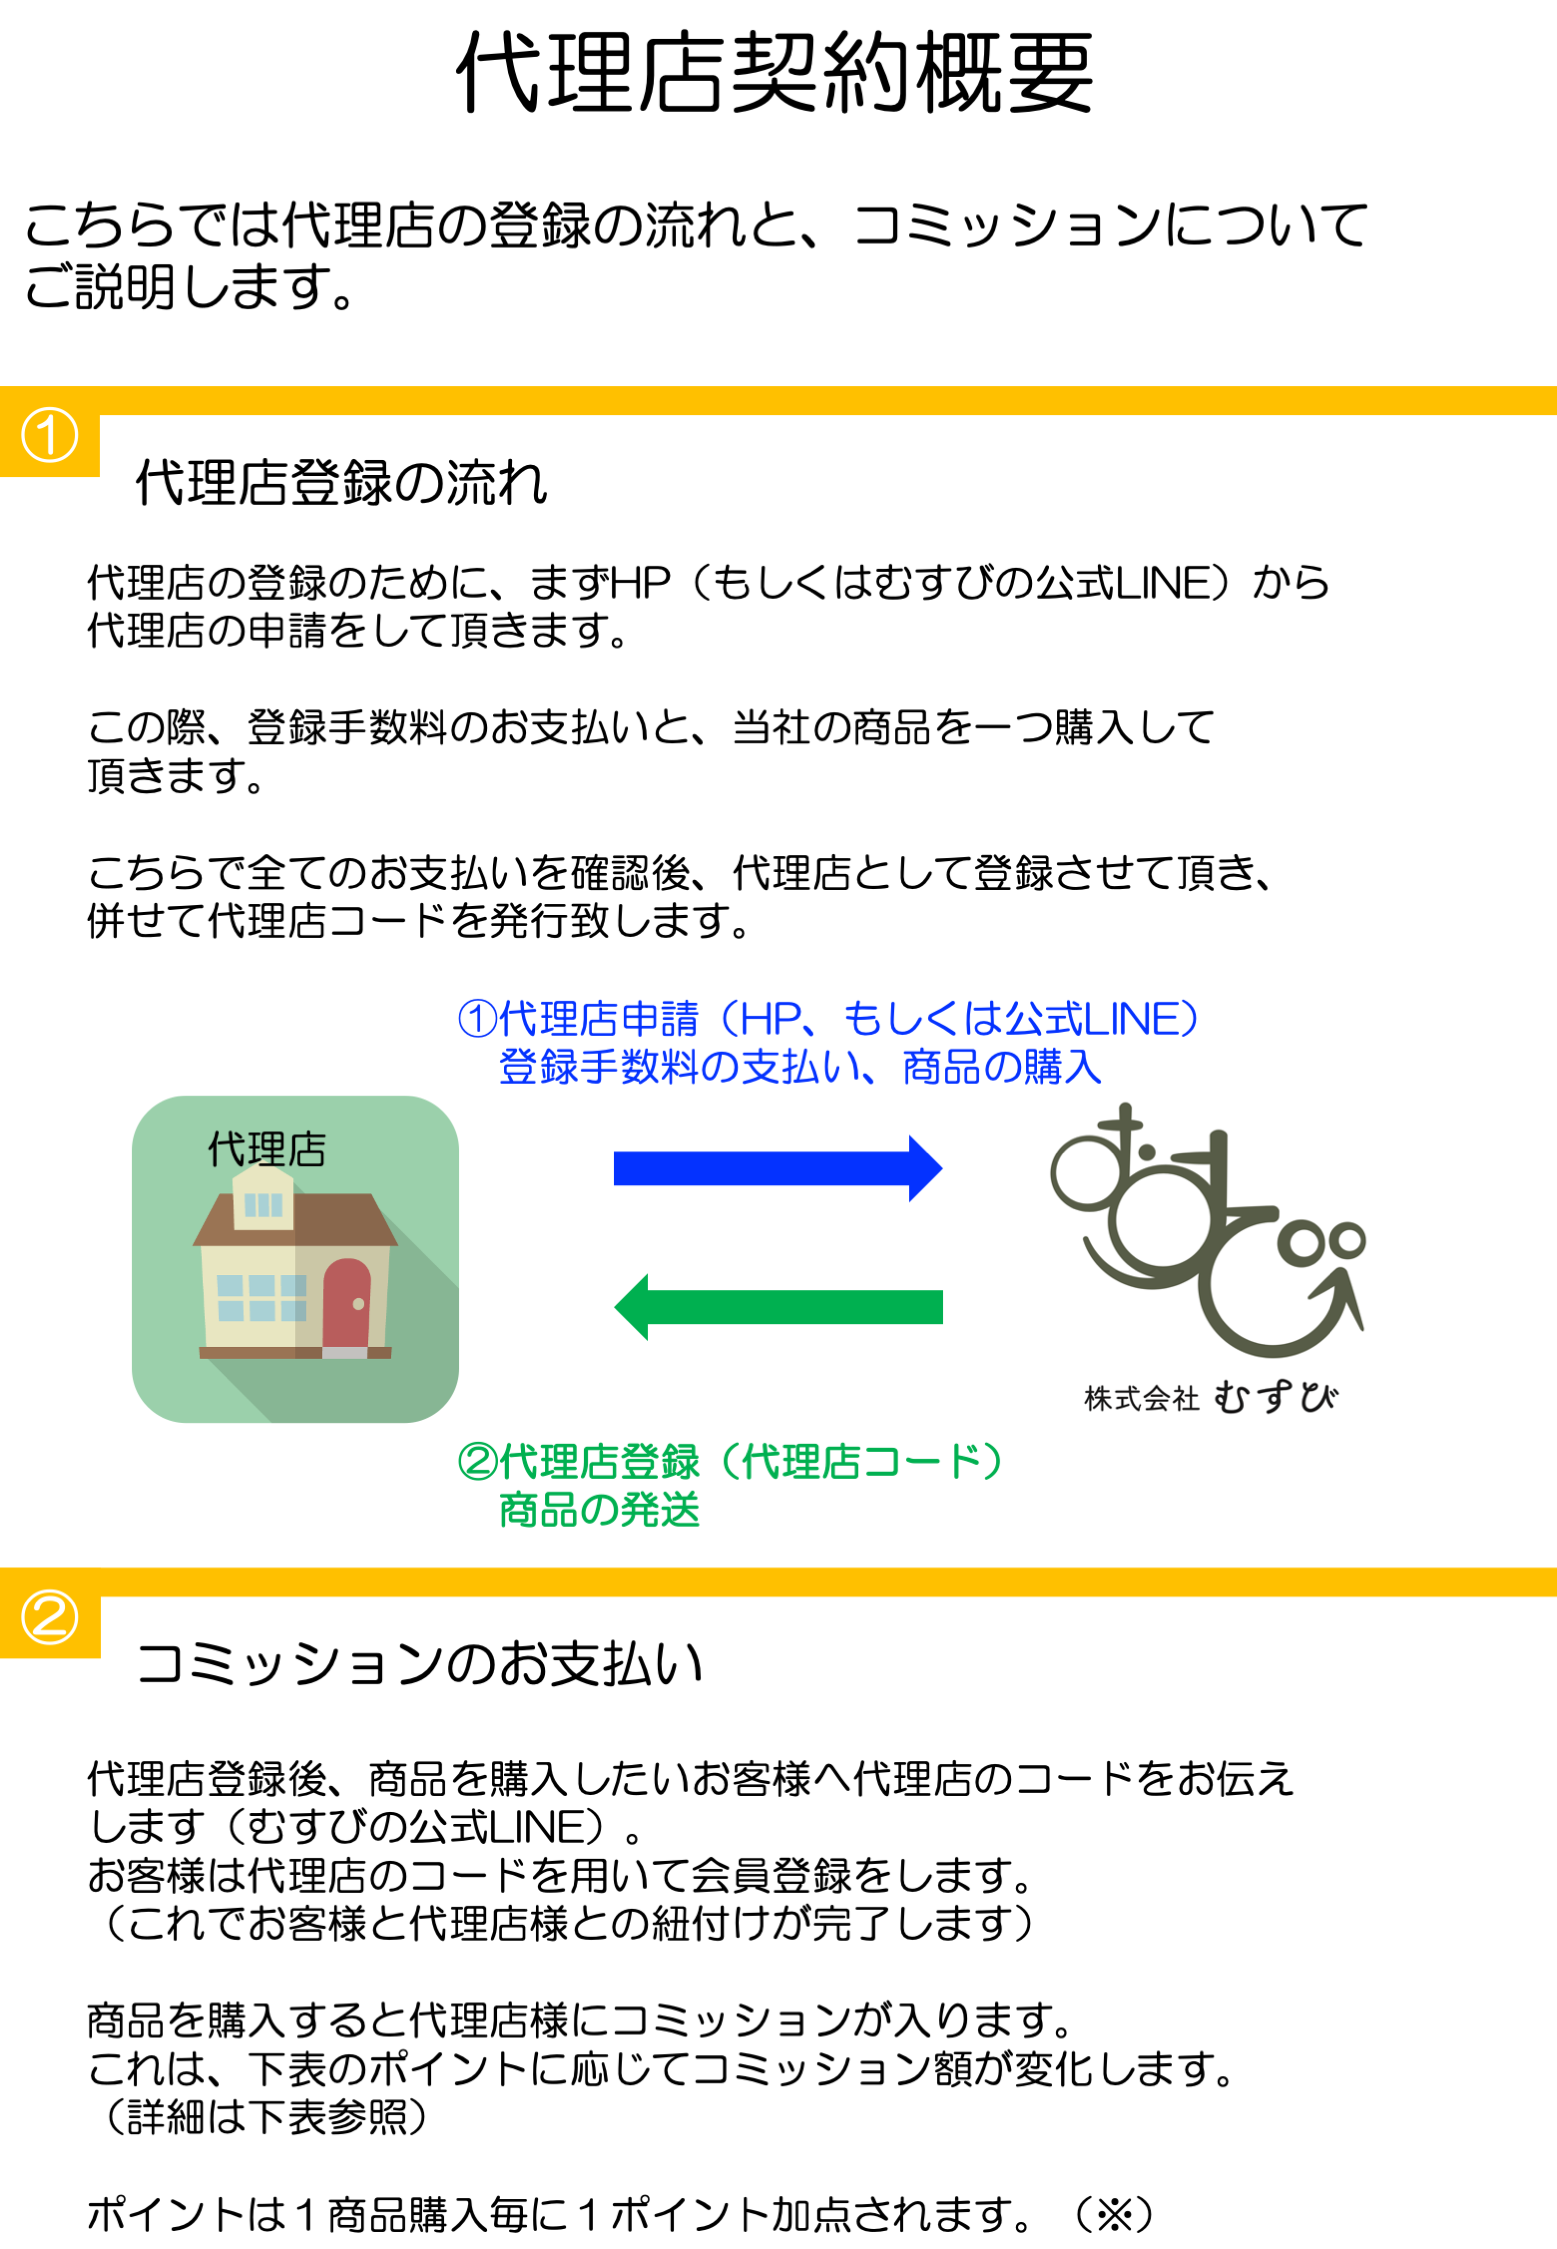 代理店契約概要
こちらでは代理店の登録の流れと、コミッションについて
ご説明します。
①
代理店登録の流れ
代理店の登録のために、まずHP（もしくはむすびの公式LINE）から
代理店の申請をして頂きます。
この際、登録手数料のお支払いと、当社の商品を一つ購入して
頂きます。
こちらで全てのお支払いを確認後、代理店として登録させて頂き、
併せて代理店コードを発行致します。
①代理店申請（HP、もしくは公式LINE）
登録手数料の支払い、商品の購入
代理店
むすび
株式会社 むすび
②代理店登録（代理店コード）
商品の発送
②
コミッションのお支払い
代理店登録後、商品を購入したいお客様へ代理店のコードをお伝え
します（むすびの公式LINE）。
お客様は代理店のコードを用いて会員登録をします。
（これでお客様と代理店様との紐付けが完了します）
商品を購入すると代理店様にコミッションが入ります。
これは、下表のポイントに応じてコミッション額が変化します。
（詳細は下表参照）
ポイントは１商品購入毎に１ポイント加点されます。（※）